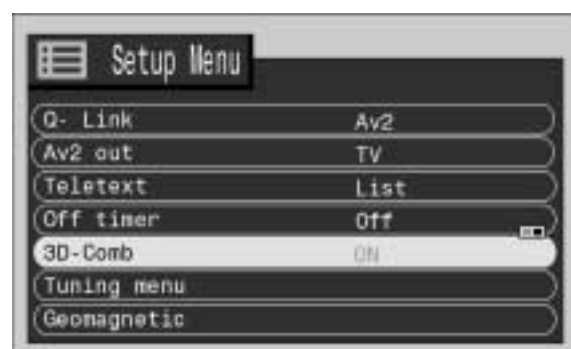 Setup Menu
Q- Link Av2
Av2 out TV
Teletext List
Off timer Off
3D-Comb ON
Tuning menu
Geomagnetic